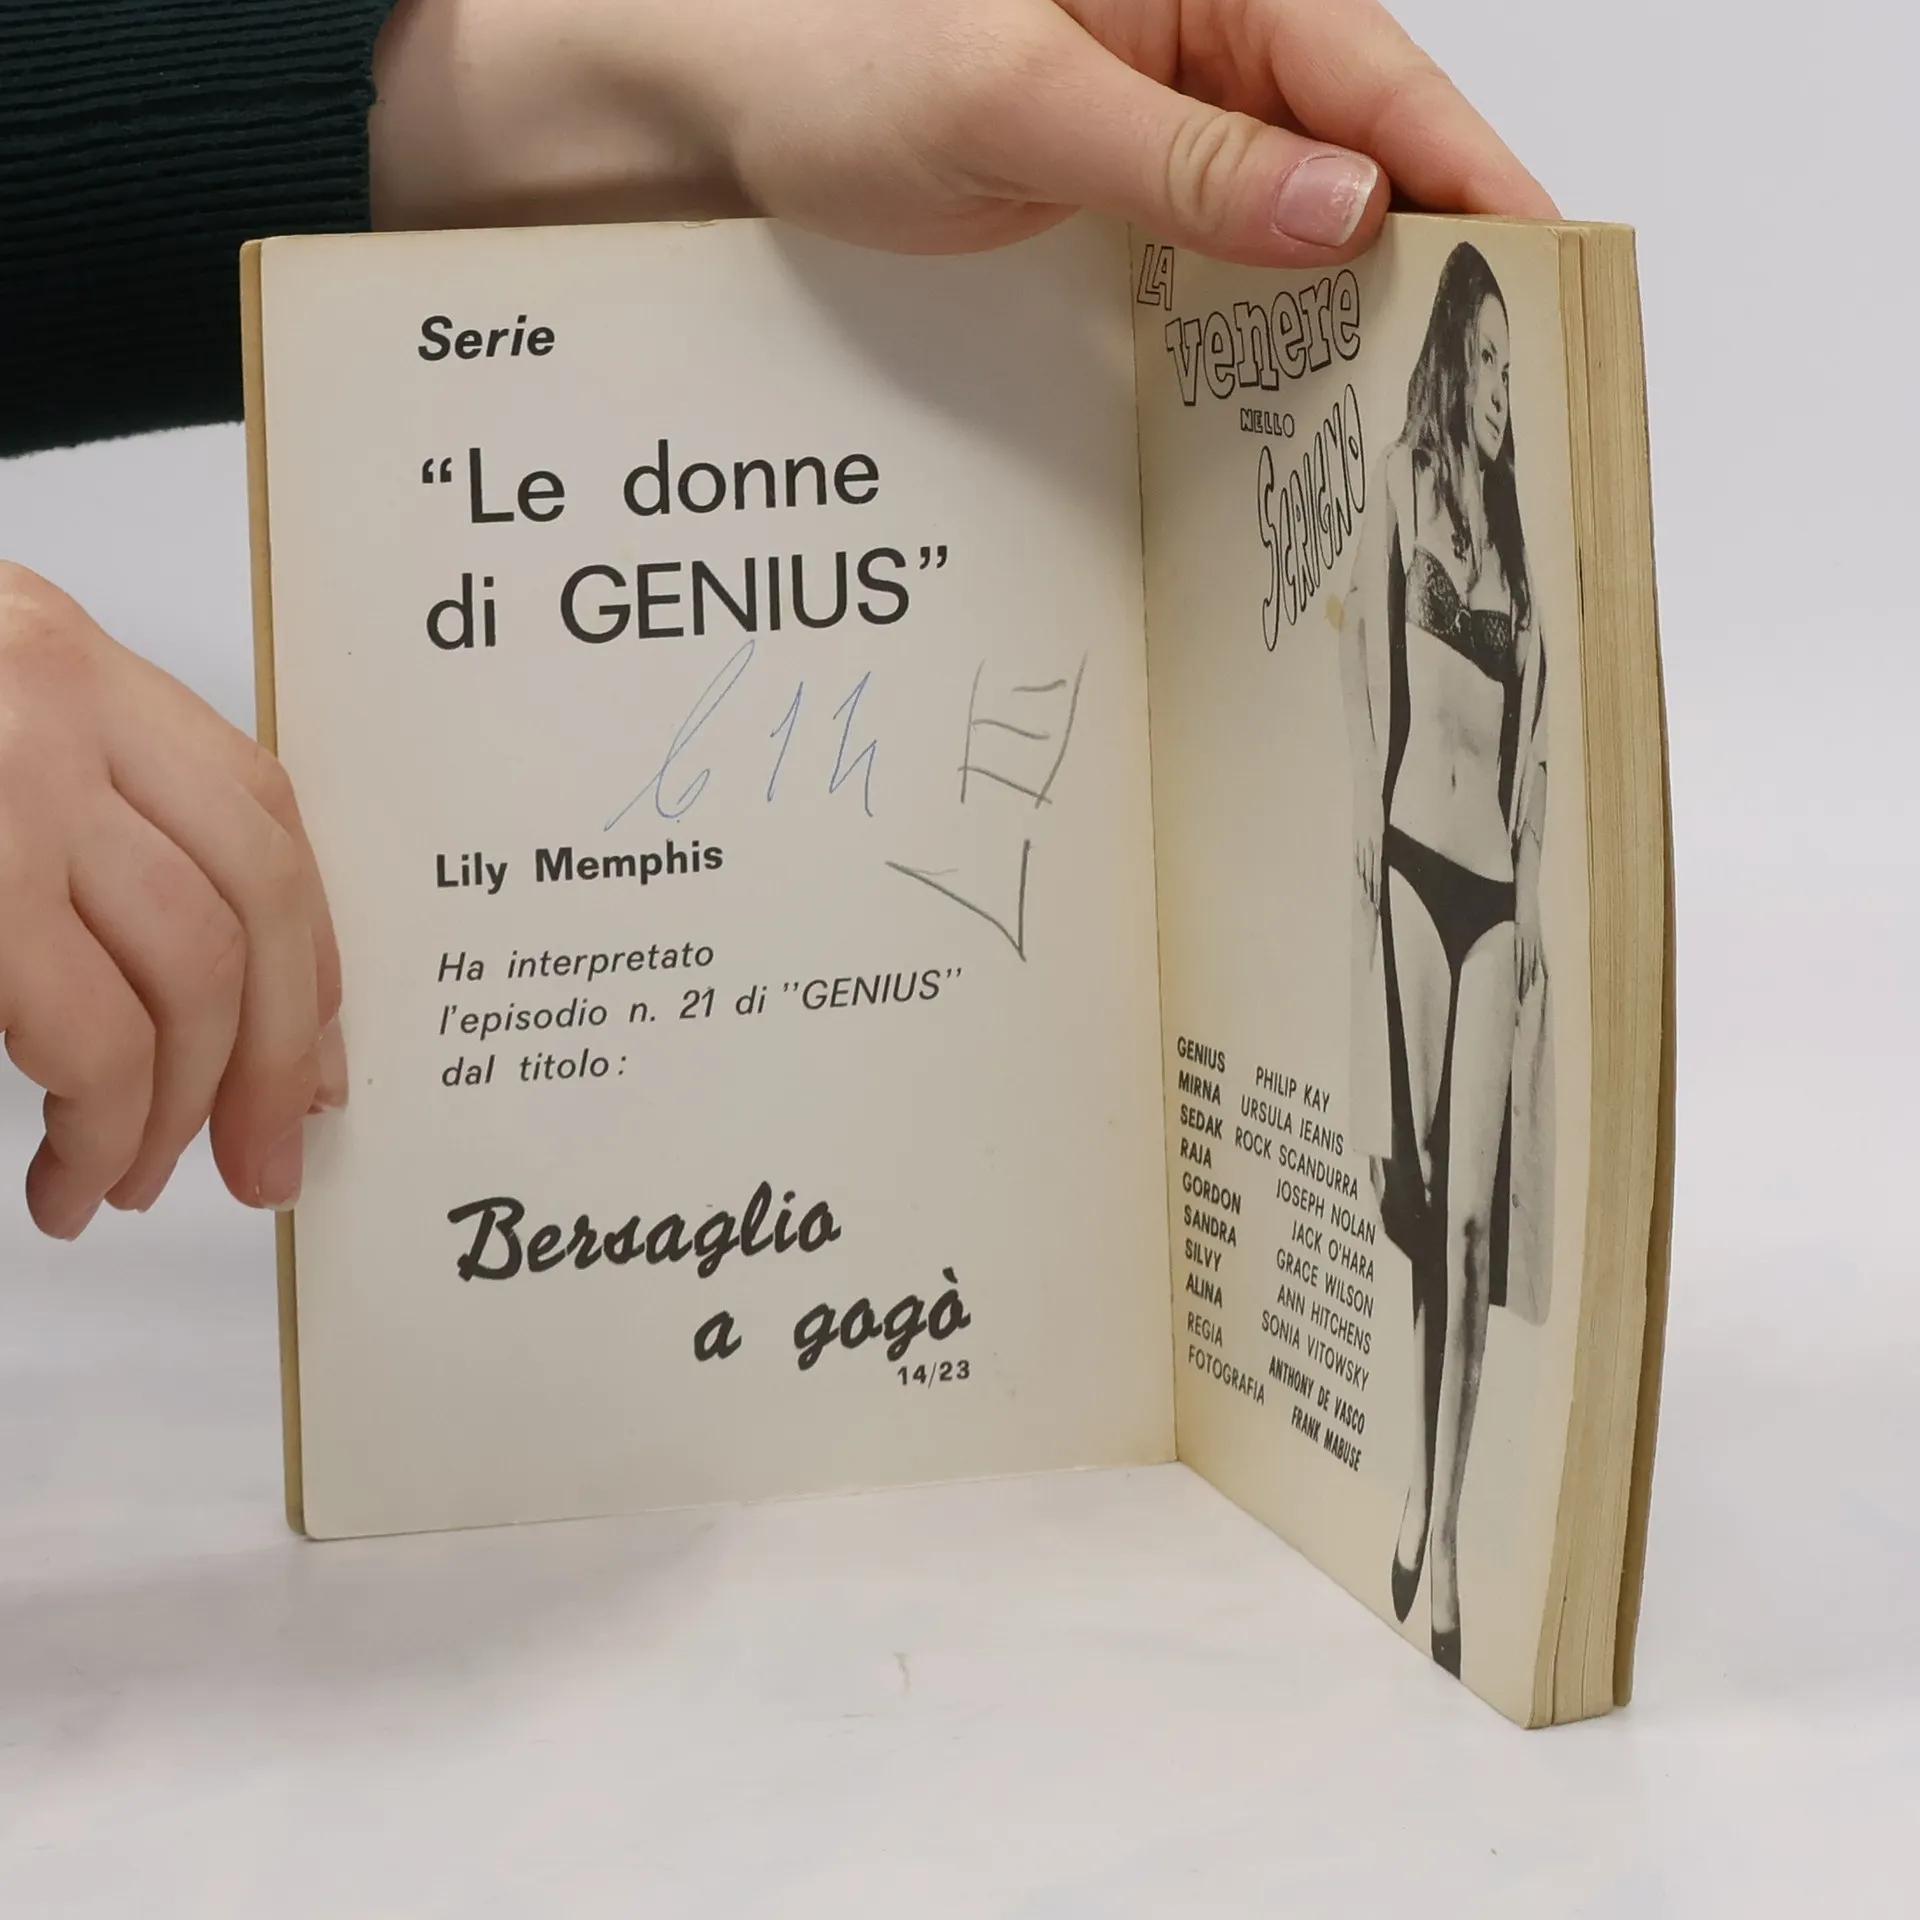 Serie
“Le donne
di GENIUS”
Lily Memphis
Ha interpretato
l'episodio n. 21 di "GENIUS"
dal titolo:
Bersaglio
a gogò
14/23
LA
venere
NELLO
SCRIGNO
GENIUS PHILIP KAY
MIRNA URSULA JEANIS
SEDAK ROCK SCANDURRA
RAJA JOSEPH NOLAN
GORDON JACK O'HARA
SANDRA GRACE WILSON
SILVY ANN HITCHENS
ALINA SONIA VITOWSKY
REGIA ANTHONY DE VASCO
FOTOGRAFIA FRANK MABUSE